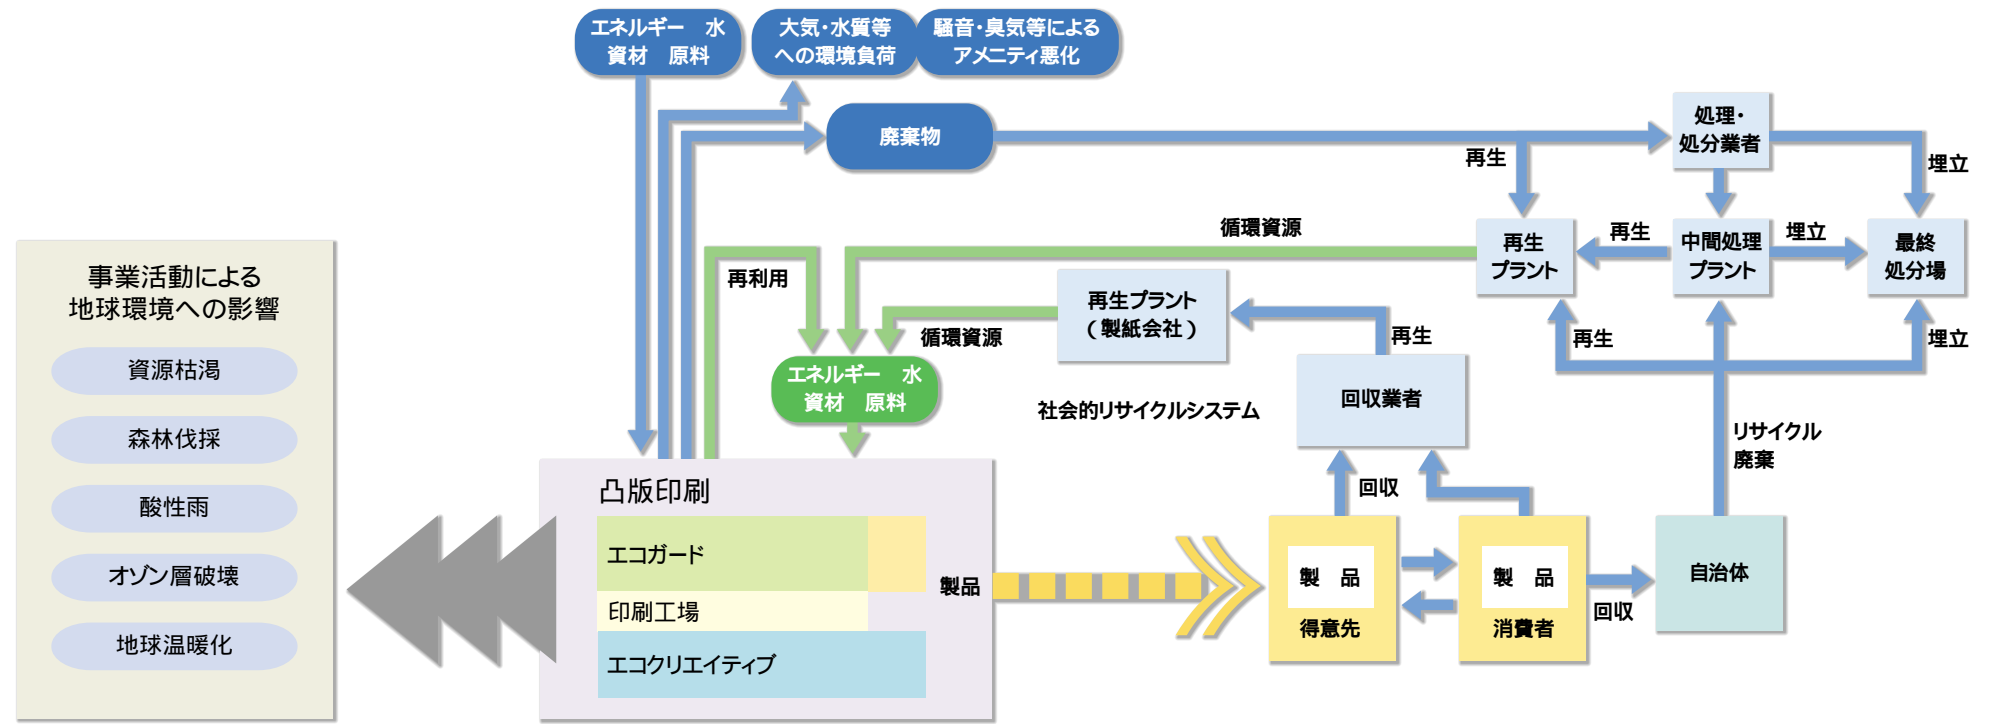 エネルギー　水
資材　原料
大気・水質等
への環境負荷
騒音・臭気等による
アメニティ悪化
廃棄物
処理・
処分業者
再生
埋立
循環資源
再生
プラント
再生
中間処理
プラント
埋立
最終
処分場
再利用
事業活動による
地球環境への影響
資源枯渇
森林伐採
酸性雨
オゾン層破壊
地球温暖化
循環資源
再生プラント
（製紙会社）
再生
再生
埋立
エネルギー　水
資材　原料
社会的リサイクルシステム
回収業者
リサイクル
廃棄
凸版印刷
エコガード
印刷工場
エコクリエイティブ
製品
回収
製　品
得意先
製　品
消費者
回収
自治体